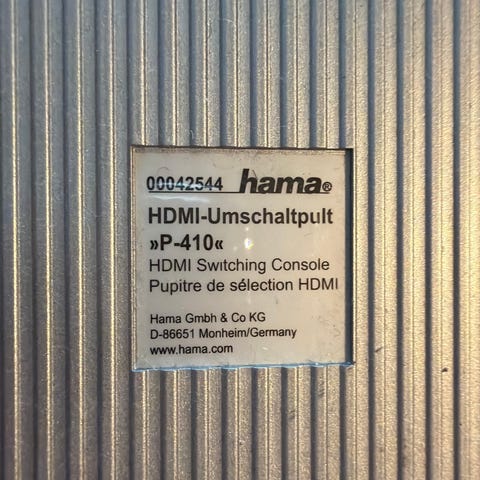 00042544 hama®
HDMI-Umschaltpult
»P-410«
HDMI Switching Console
Pupitre de sélection HDMI
Hama Gmbh & Co KG
D-86651 Monheim/Germany
www.hama.com